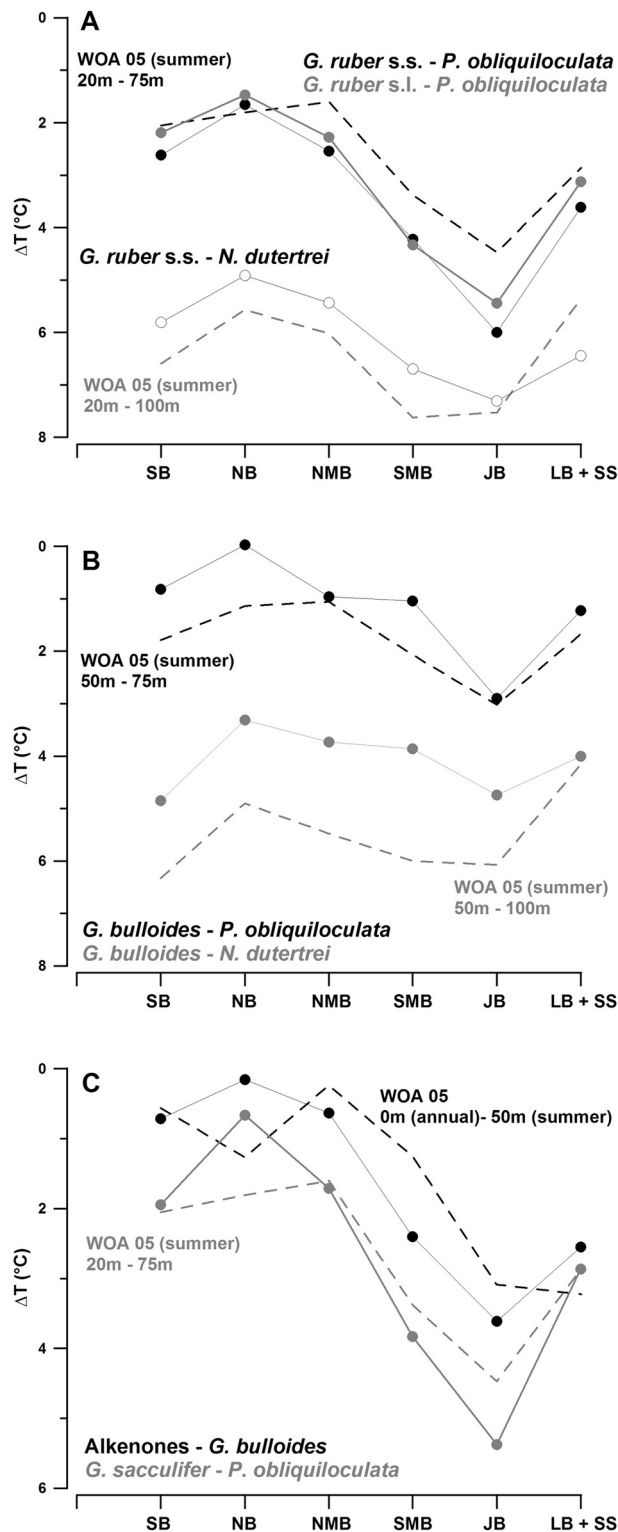 A
WOA 05 (summer)
20m - 75m
G. ruber s.s. - P. obliquiloculata
G. ruber s.l. - P. obliquiloculata
G. ruber s.s. - N. dutertrei
WOA 05 (summer)
20m - 100m
ΔT (°C)
0
2
4
6
8
SB NB NMB SMB JB LB + SS
B
WOA 05 (summer)
50m - 75m
WOA 05 (summer)
50m - 100m
G. bulloides - P. obliquiloculata
G. bulloides - N. dutertrei
ΔT (°C)
0
2
4
6
8
SB NB NMB SMB JB LB + SS
C
WOA 05
0m (annual)- 50m (summer)
WOA 05 (summer)
20m - 75m
Alkenones - G. bulloides
G. sacculifer - P. obliquiloculata
ΔT (°C)
0
2
4
6
SB NB NMB SMB JB LB + SS